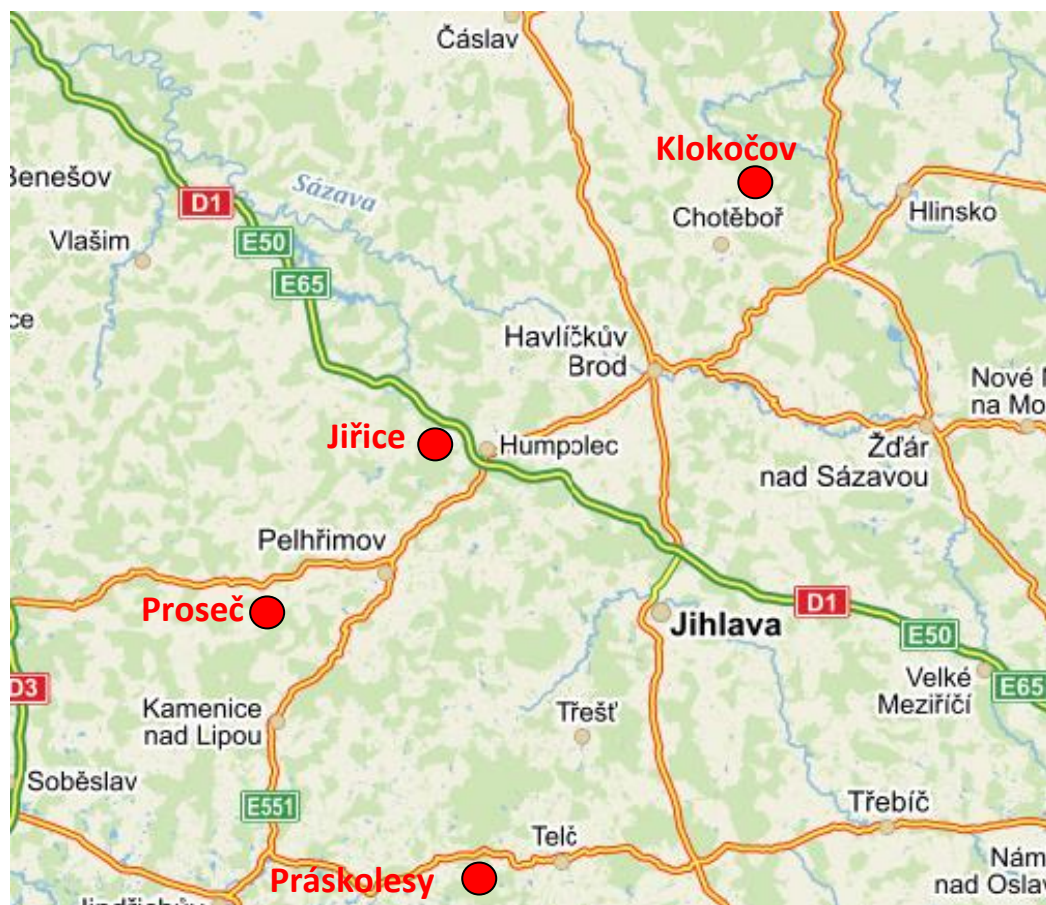 Čáslav
Klokočov
Benešov
Sázava
D1
Chotěboř
Hlinsko
Vlašim
E50
E65
Havlíčkův
Brod
Nové
na Mo
Jiřice
Humpolec
Žďár
nad Sázavou
Pelhřimov
Proseč
D1
Jihlava
E50
Velké
Meziříčí
E65
D3
Kamenice
nad Lipou
Třešť
Soběslav
E551
Třebíč
Telč
Práskolesy
Nám
nad Oslav